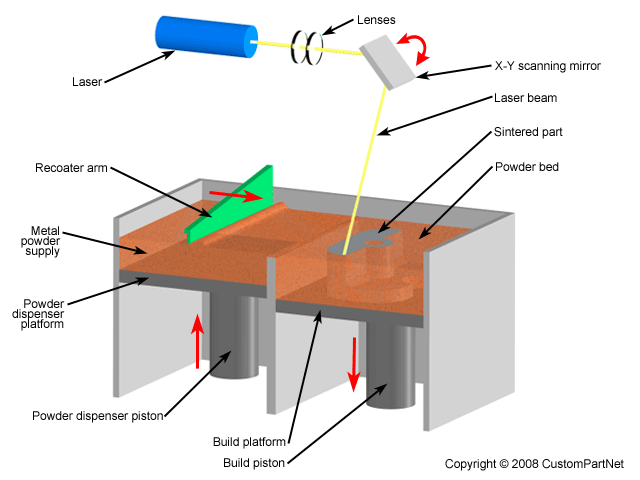 Lenses
X-Y scanning mirror
Laser
Laser beam
Sintered part
Recoater arm
Powder bed
Metal
powder
supply
Powder
dispenser
platform
Powder dispenser piston
Build platform
Build piston
Copyright © 2008 CustomPartNet